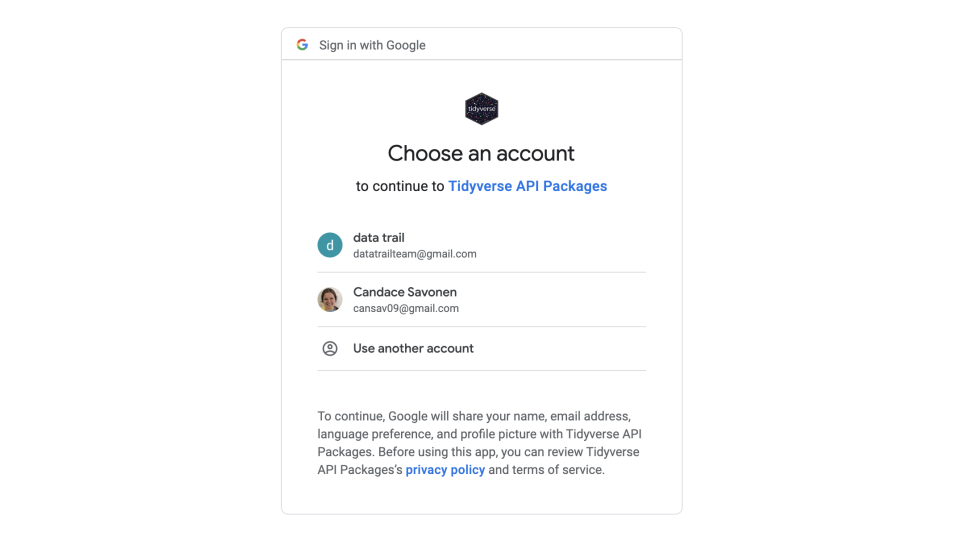 Sign in with Google
tidyverse
Choose an account
to continue to Tidyverse API Packages
d
data trail
datatrailteam@gmail.com
Candace Savonen
cansav09@gmail.com
Use another account
To continue, Google will share your name, email address,
language preference, and profile picture with Tidyverse API
Packages. Before using this app, you can review Tidyverse
API Packages's privacy policy and terms of service.